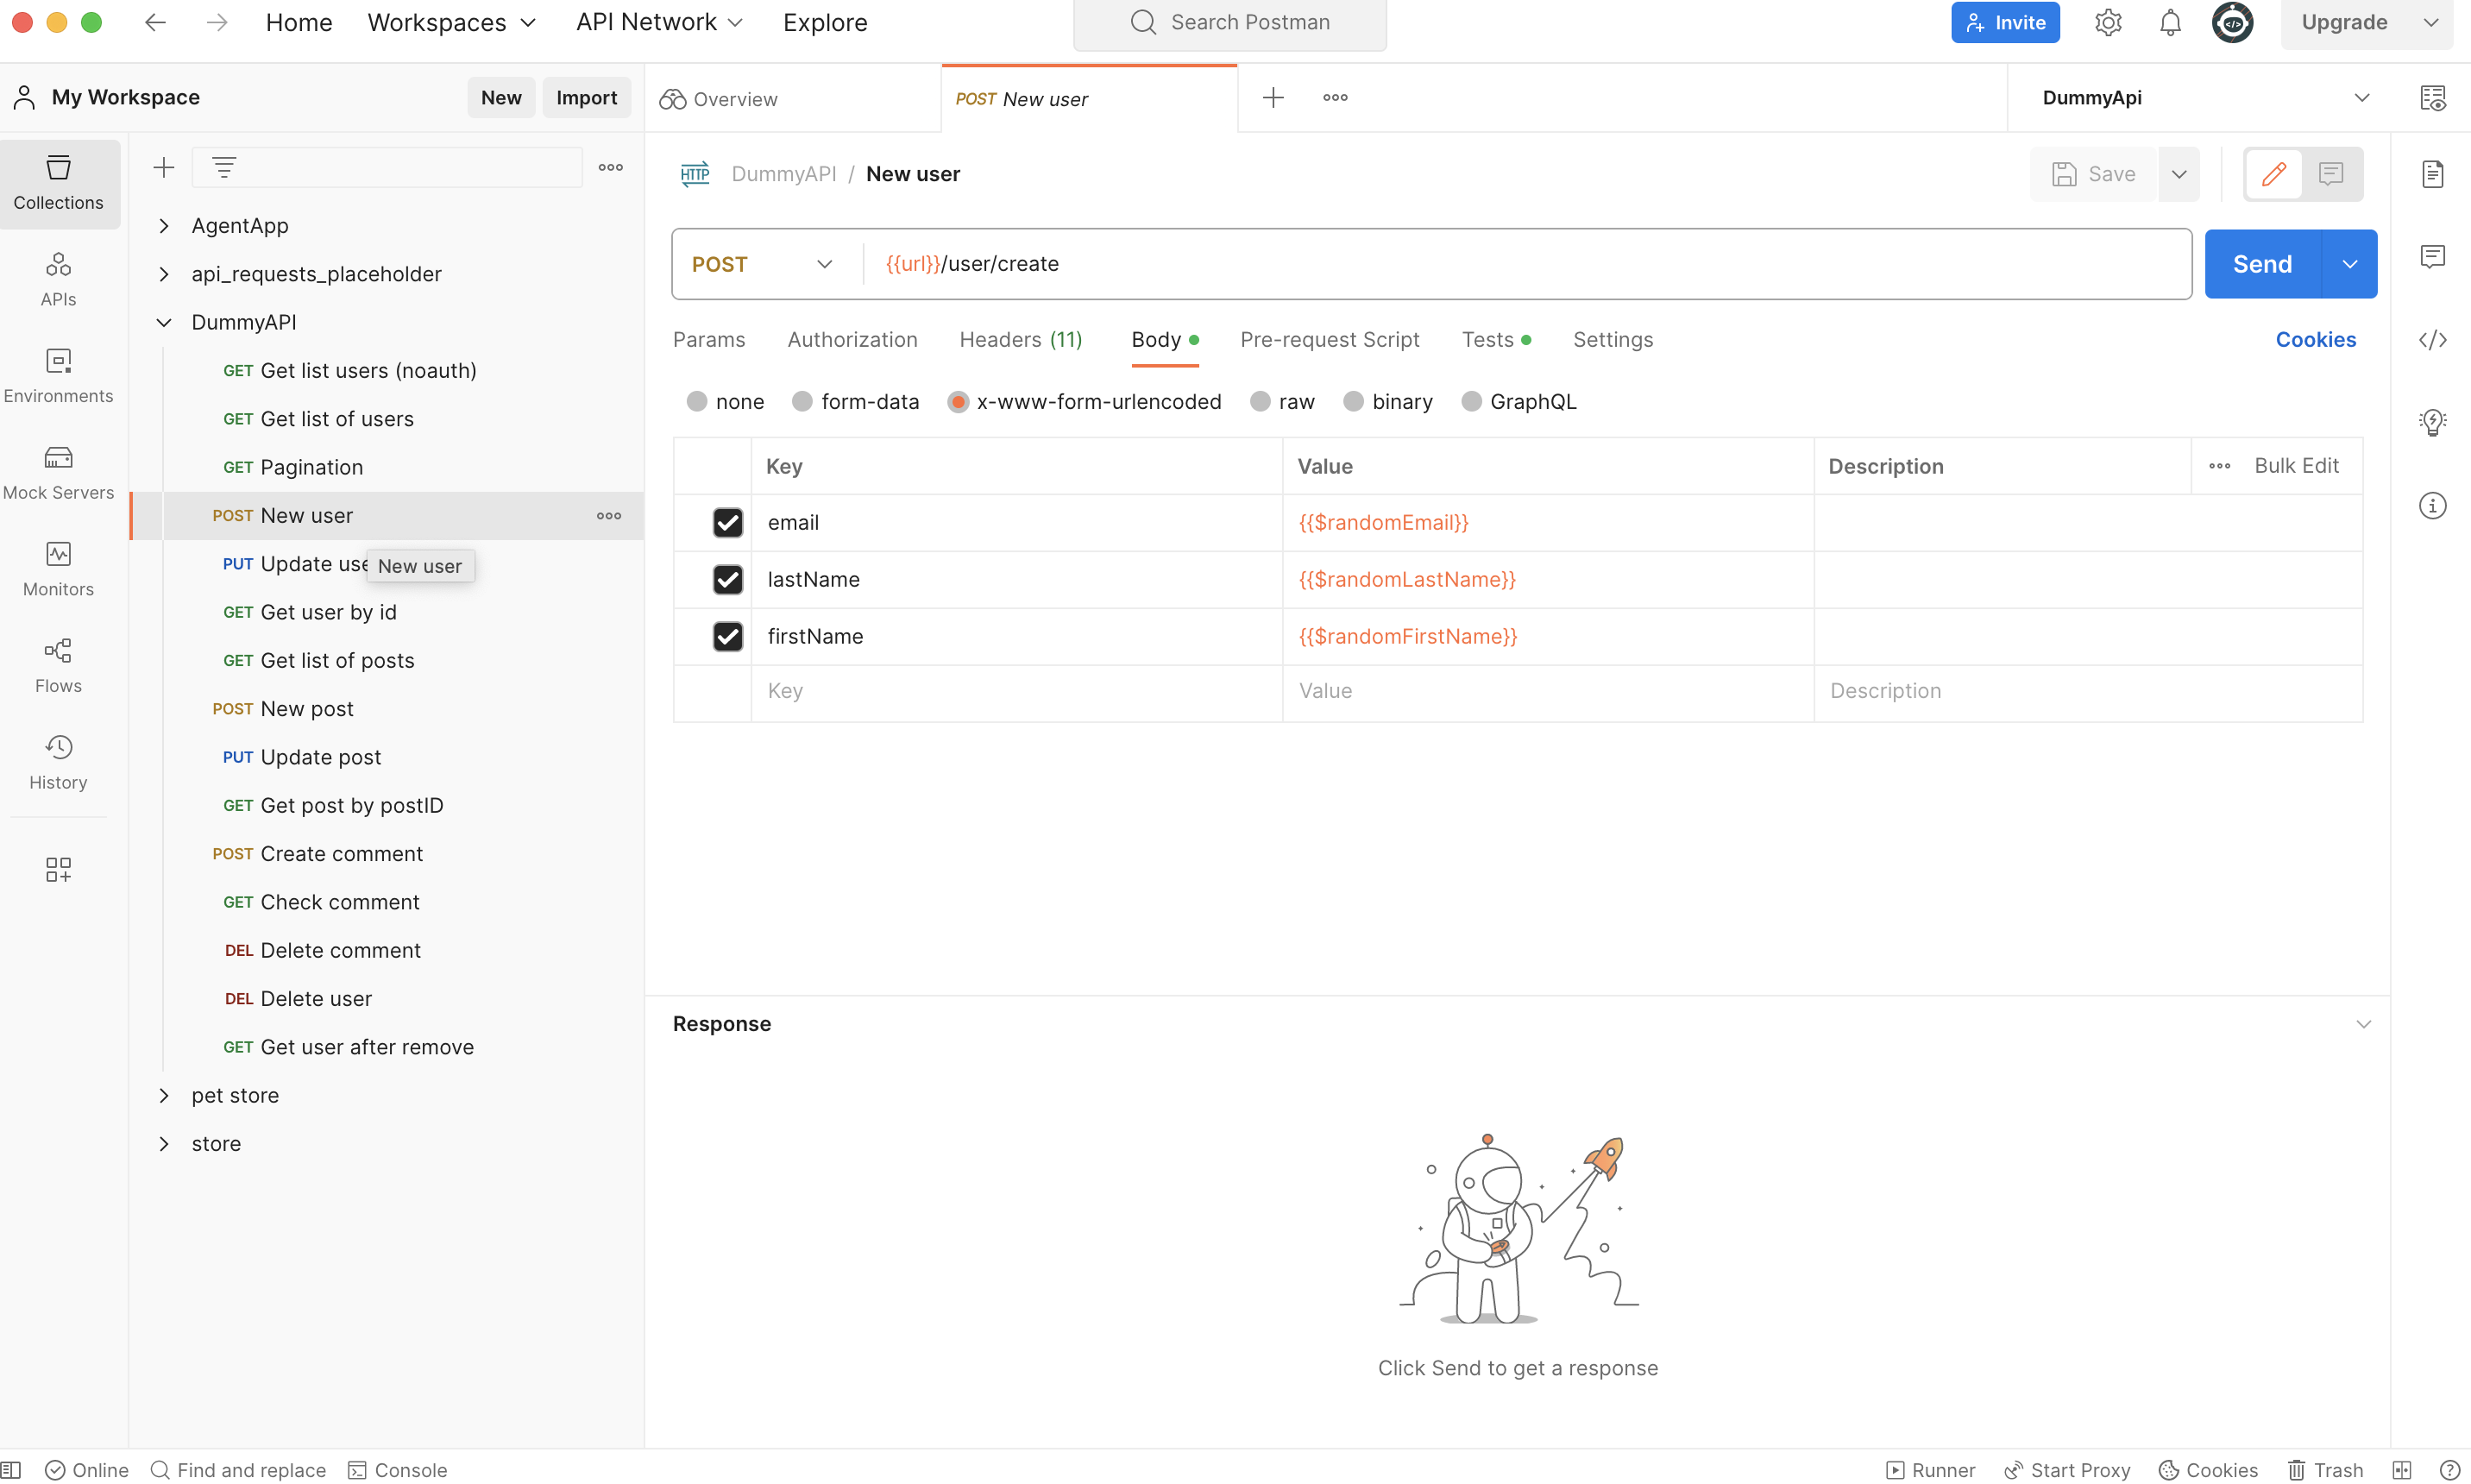 Home Workspaces API Network Explore Search Postman Invite Upgrade
My Workspace New Import Overview POST New user DummyApi
Collections
APIs
Environments
Mock Servers
Monitors
Flows
History
AgentApp
api_requests_placeholder
DummyAPI
GET Get list users (noauth)
GET Get list of users
GET Pagination
POST New user
PUT Update use
New user
GET Get user by id
GET Get list of posts
POST New post
PUT Update post
GET Get post by postID
POST Create comment
GET Check comment
DEL Delete comment
DEL Delete user
GET Get user after remove
pet store
store
HTTP DummyAPI / New user Save
POST {{url}}/user/create Send
Params Authorization Headers (11) Body Pre-request Script Tests Settings Cookies
none form-data x-www-form-urlencoded raw binary GraphQL
Key Value Description Bulk Edit
email {{$randomEmail}}
lastName {{$randomLastName}}
firstName {{$randomFirstName}}
Key Value Description
Response
Click Send to get a response
Online Find and replace Console Runner Start Proxy Cookies Trash